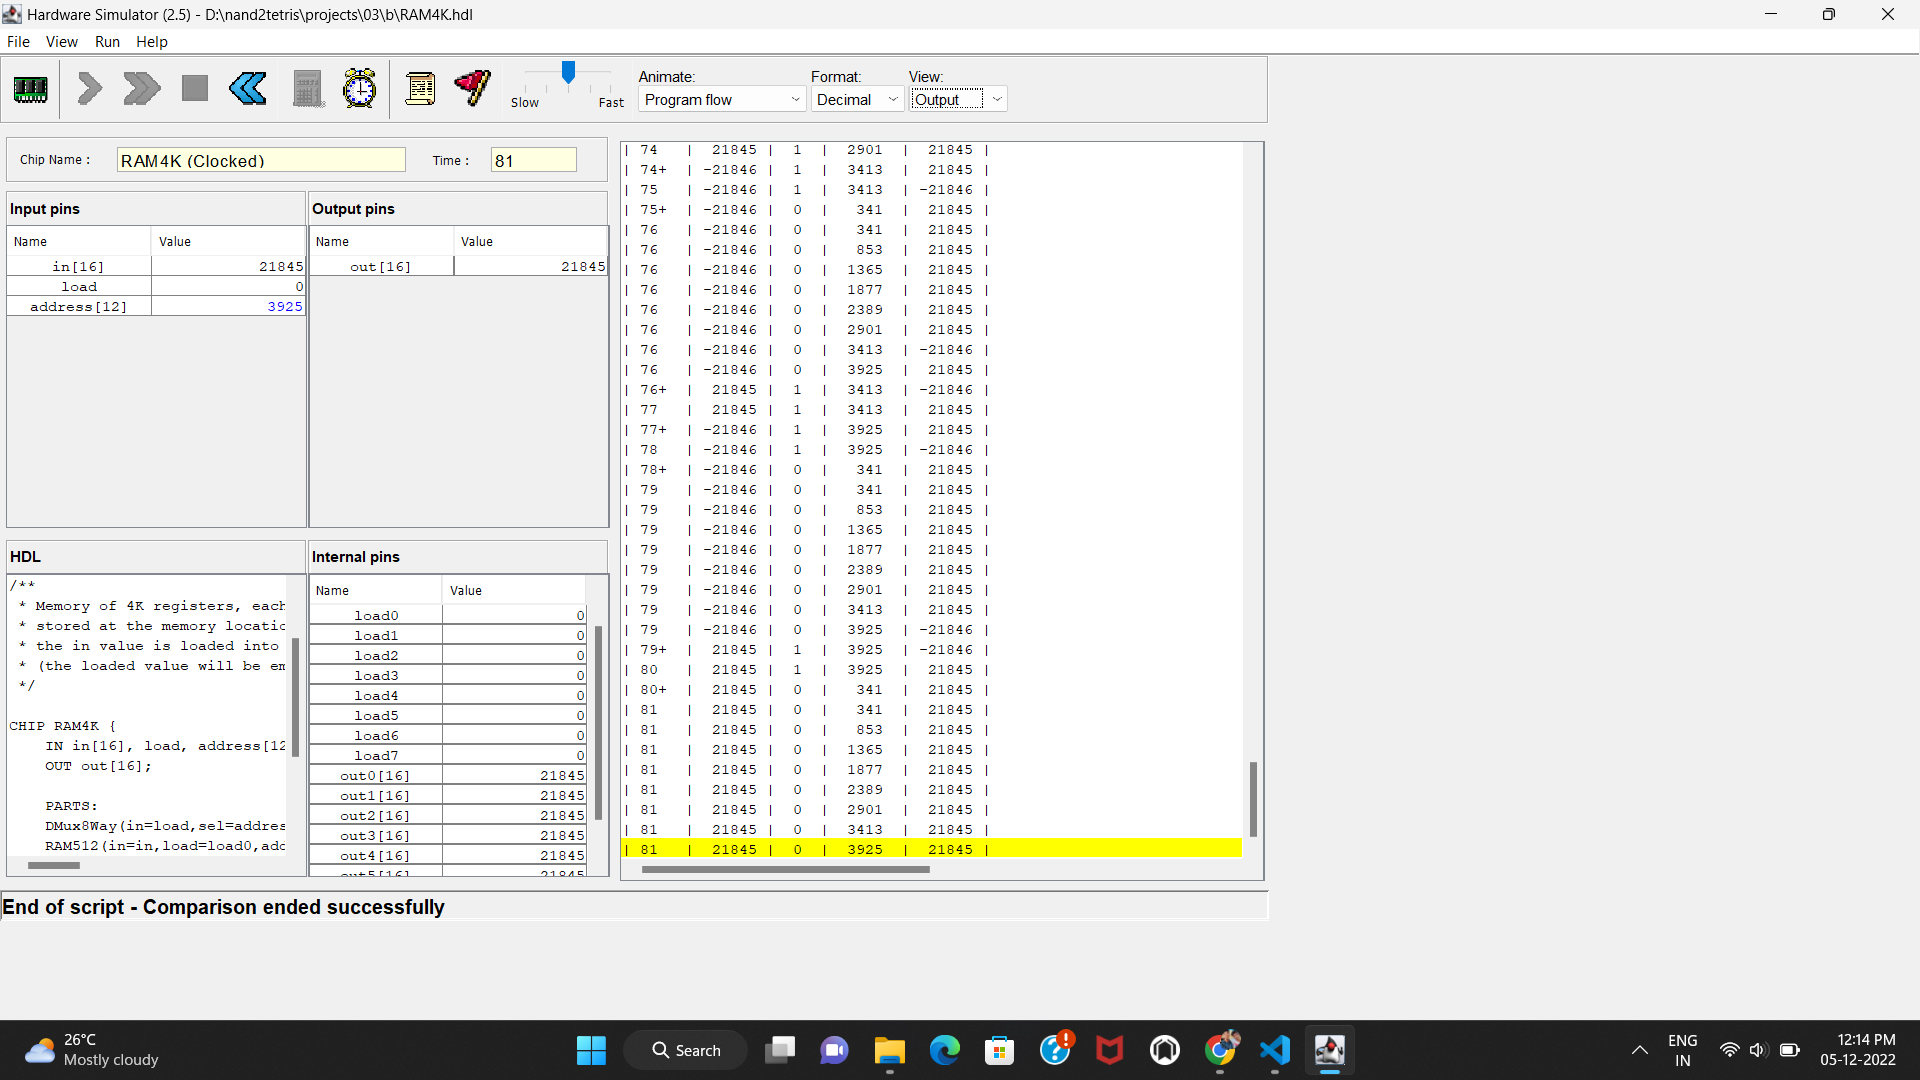 Hardware Simulator (2.5) - D:\nand2tetris\projects\03\b\RAM4K.hdl
File View Run Help
Slow Fast
Animate: Format: View:
Program flow Decimal Output
Chip Name : RAM4K (Clocked) Time : 81
Input pins
Name Value
in[16] 21845
load 0
address[12] 3925
Output pins
Name Value
out[16] 21845
HDL
/**
* Memory of 4K registers, each
* stored at the memory locatio
* the in value is loaded into
* (the loaded value will be em
*/
CHIP RAM4K {
IN in[16], load, address[12
OUT out[16];
PARTS:
DMux8Way(in=load,sel=addres
RAM512(in=in,load=load0,add
Internal pins
Name Value
load0 0
load1 0
load2 0
load3 0
load4 0
load5 0
load6 0
load7 0
out0[16] 21845
out1[16] 21845
out2[16] 21845
out3[16] 21845
out4[16] 21845
out5[16] 21845
| 74 | 21845 | 1 | 2901 | 21845 |
| 74+ | -21846 | 1 | 3413 | 21845 |
| 75 | -21846 | 1 | 3413 | -21846 |
| 75+ | -21846 | 0 | 341 | 21845 |
| 76 | -21846 | 0 | 341 | 21845 |
| 76 | -21846 | 0 | 853 | 21845 |
| 76 | -21846 | 0 | 1365 | 21845 |
| 76 | -21846 | 0 | 1877 | 21845 |
| 76 | -21846 | 0 | 2389 | 21845 |
| 76 | -21846 | 0 | 2901 | 21845 |
| 76 | -21846 | 0 | 3413 | -21846 |
| 76 | -21846 | 0 | 3925 | 21845 |
| 76+ | 21845 | 1 | 3413 | -21846 |
| 77 | 21845 | 1 | 3413 | 21845 |
| 77+ | -21846 | 1 | 3925 | 21845 |
| 78 | -21846 | 1 | 3925 | -21846 |
| 78+ | -21846 | 0 | 341 | 21845 |
| 79 | -21846 | 0 | 341 | 21845 |
| 79 | -21846 | 0 | 853 | 21845 |
| 79 | -21846 | 0 | 1365 | 21845 |
| 79 | -21846 | 0 | 1877 | 21845 |
| 79 | -21846 | 0 | 2389 | 21845 |
| 79 | -21846 | 0 | 2901 | 21845 |
| 79 | -21846 | 0 | 3413 | 21845 |
| 79 | -21846 | 0 | 3925 | -21846 |
| 79+ | 21845 | 1 | 3925 | -21846 |
| 80 | 21845 | 1 | 3925 | 21845 |
| 80+ | 21845 | 0 | 341 | 21845 |
| 81 | 21845 | 0 | 341 | 21845 |
| 81 | 21845 | 0 | 853 | 21845 |
| 81 | 21845 | 0 | 1365 | 21845 |
| 81 | 21845 | 0 | 1877 | 21845 |
| 81 | 21845 | 0 | 2389 | 21845 |
| 81 | 21845 | 0 | 2901 | 21845 |
| 81 | 21845 | 0 | 3413 | 21845 |
| 81 | 21845 | 0 | 3925 | 21845 |
End of script - Comparison ended successfully
26°C
Mostly cloudy
Search
ENG
IN
12:14 PM
05-12-2022